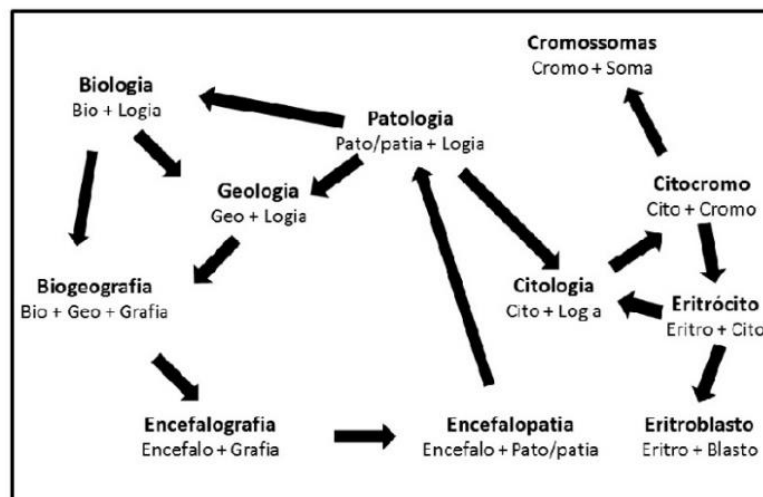 Cromossomas
Cromo + Soma
Biologia
Bio + Logia
Patologia
Pato/patia + Logia
Geologia
Geo + Logia
Citocromo
Cito + Cromo
Biogeografia
Bio + Geo + Grafia
Citologia
Cito + Log a
Eritrócito
Eritro + Cito
Encefalografia
Encefalo + Grafia
Encefalopatia
Encefalo + Pato/patia
Eritroblasto
Eritro + Blasto